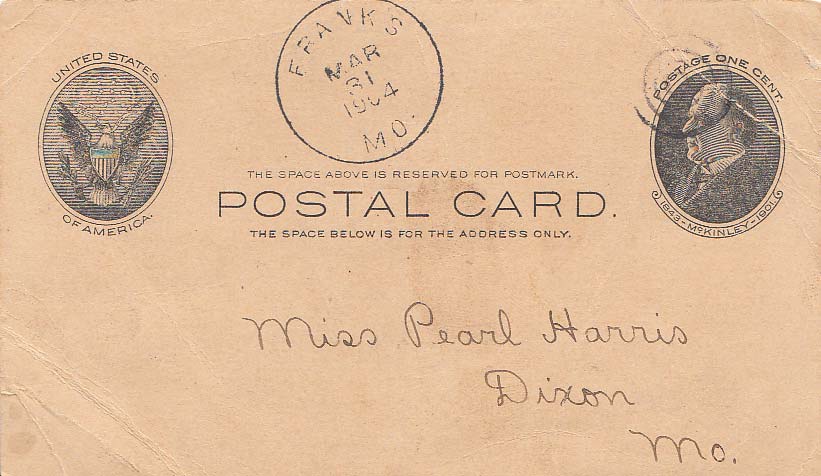 FRANKS
MAR
31
1904
MO.
UNITED STATES
OF AMERICA.
POSTAGE ONE CENT.
1843 - McKINLEY - 1901
THE SPACE ABOVE IS RESERVED FOR POSTMARK.
POSTAL CARD.
THE SPACE BELOW IS FOR THE ADDRESS ONLY.
Miss Pearl Harris
Dixon
Mo.